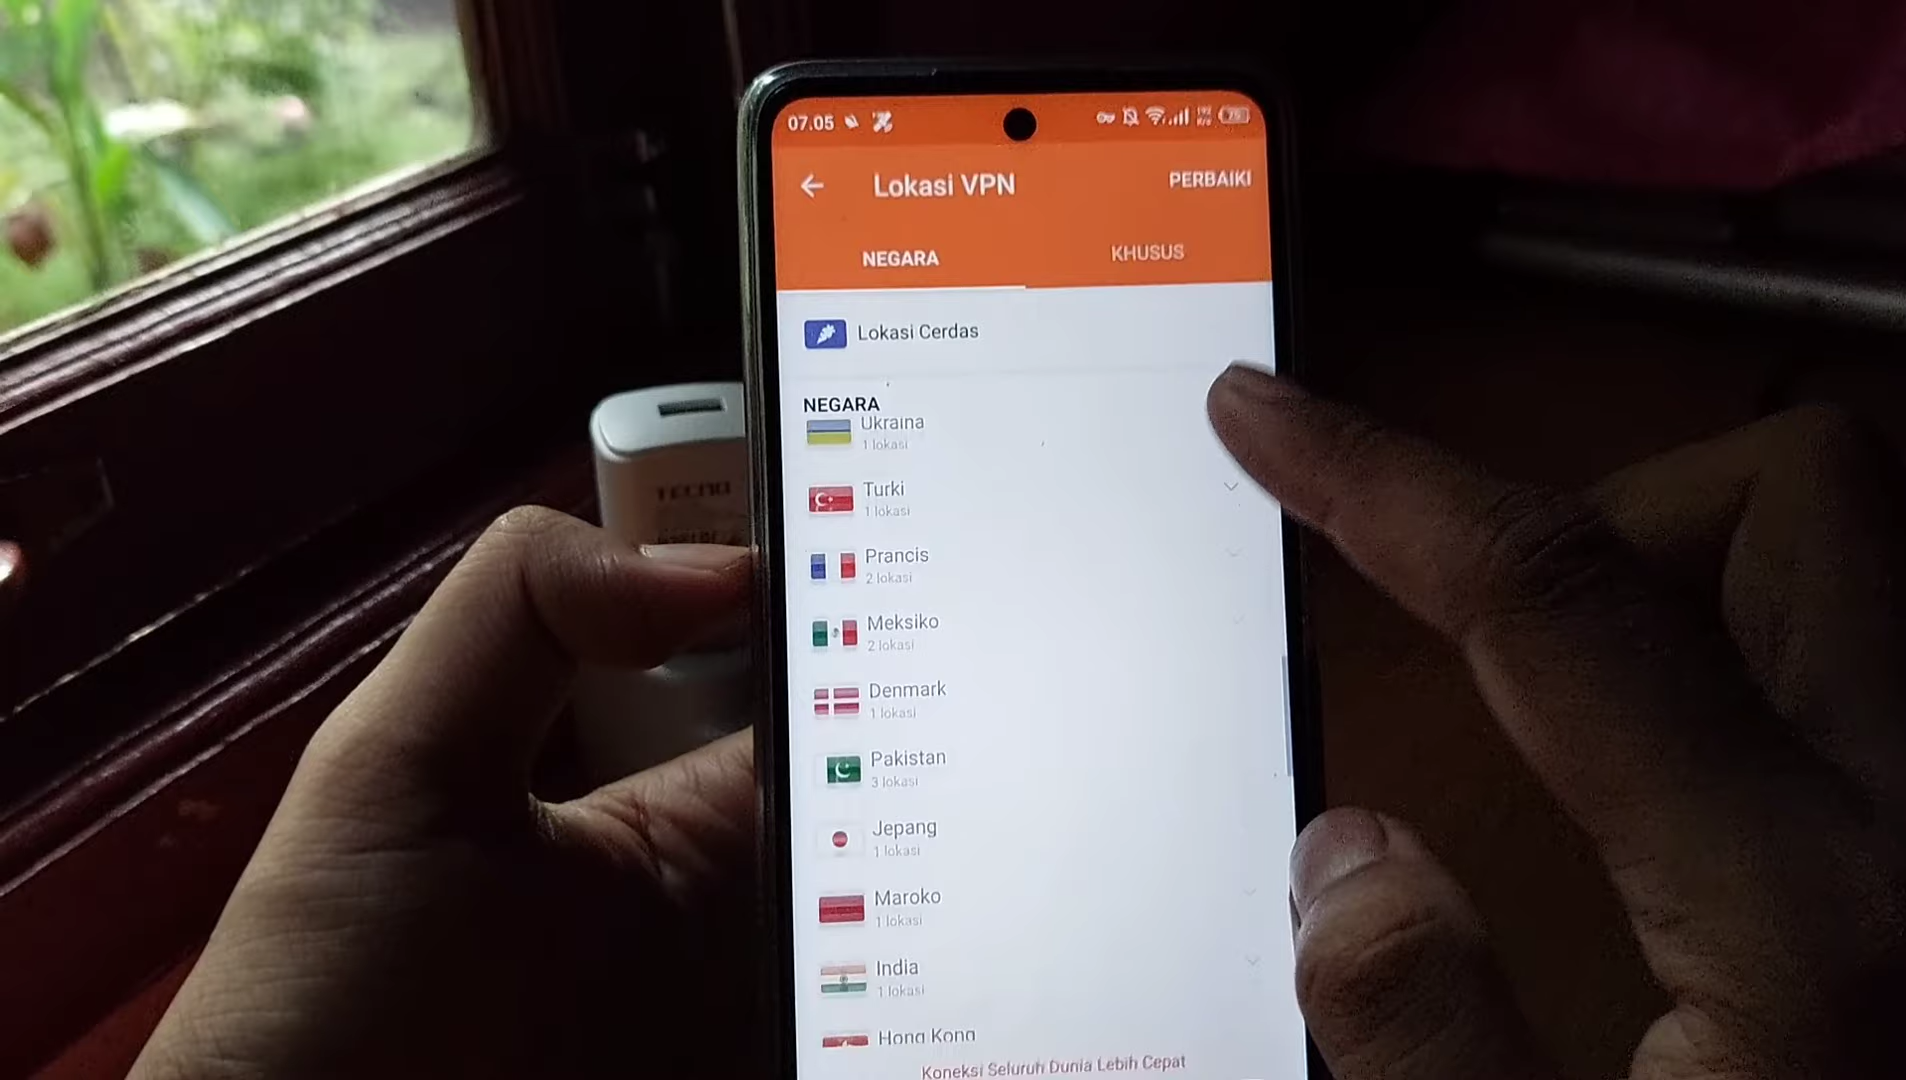 07.05
Lokasi VPN
PERBAIKI
NEGARA
KHUSUS
Lokasi Cerdas
NEGARA
Ukraina
1 lokasi
Turki
1 lokasi
Prancis
2 lokasi
Meksiko
2 lokasi
Denmark
1 lokasi
Pakistan
3 lokasi
Jepang
1 lokasi
Maroko
1 lokasi
India
1 lokasi
Hong Kong
Koneksi Seluruh Dunia Lebih Cepat
TECNO